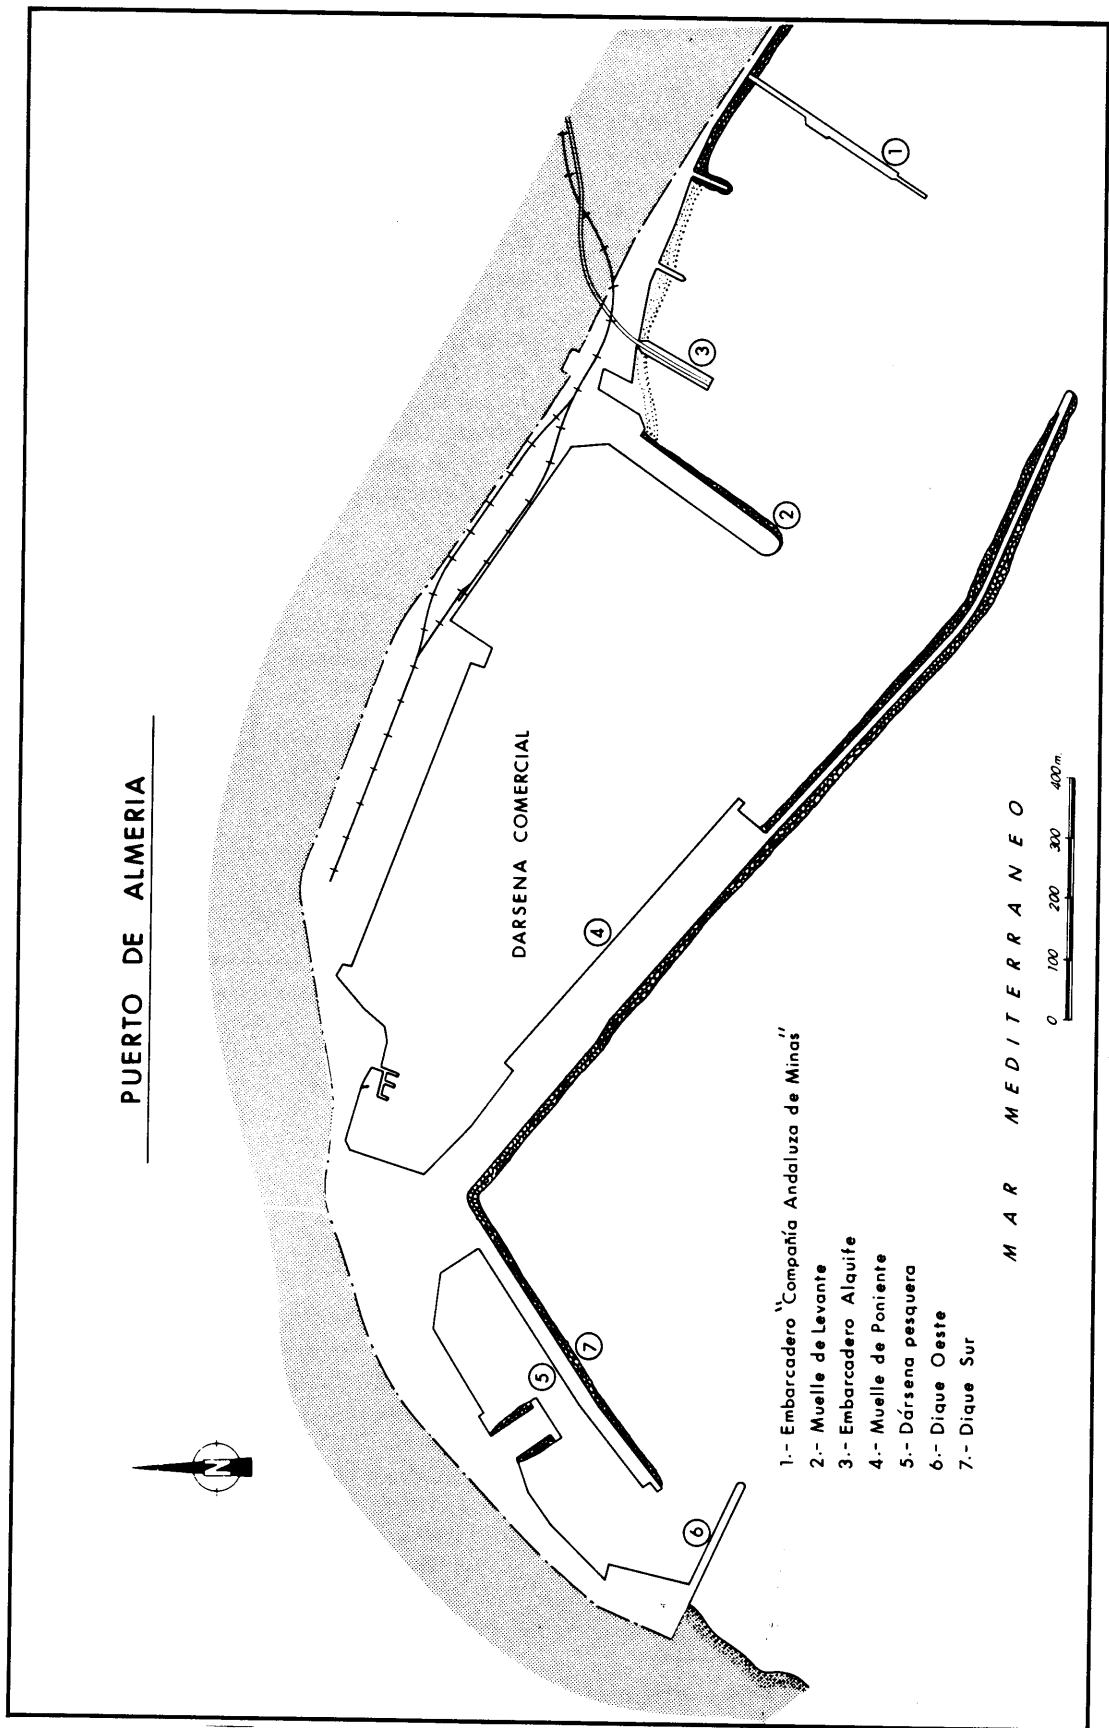 PUERTO DE ALMERIA
N
DARSENA COMERCIAL
1
2
3
4
5
6
7
1.- Embarcadero "Compañía Andaluza de Minas"
2.- Muelle de Levante
3.- Embarcadero Alquife
4.- Muelle de Poniente
5.- Dársena pesquera
6.- Dique Oeste
7.- Dique Sur
MAR MEDITERRANEO
0 100 200 300 400 m.